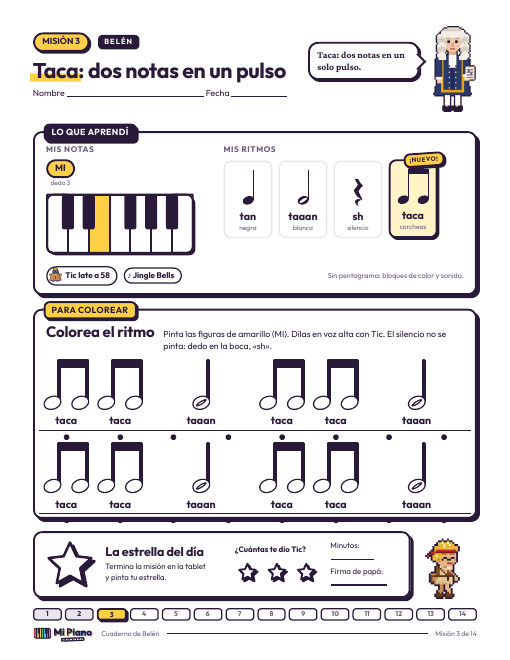 MISIÓN 3
BELÉN
Taca: dos notas en un pulso
Nombre
Fecha
Taca: dos notas en un
solo pulso.
LO QUE APRENDÍ
MIS NOTAS
MI
dedo 3
Tic late a 58
♪ Jingle Bells
MIS RITMOS
¡NUEVO!
tan
taaan
sh
taca
negra
blanca
silencio
corcheas
Sin pentagrama: bloques de color y sonido.
PARA COLOREAR
Colorea el ritmo
Pinta las figuras de amarillo (MI). Dilas en voz alta con Tic. El silencio no se
pinta: dedo en la boca, «sh».
taca taca taaan taca taca taaan
taca taca taaan taca taca taaan
La estrella del día
Termina la misión en la tablet
y pinta tu estrella.
¿Cuántas te dio Tic?
Minutos:
Firma de papá:
1 2 3 4 5 6 7 8 9 10 11 12 13 14
Mi Piano
Cuaderno de Belén
Misión 3 de 14